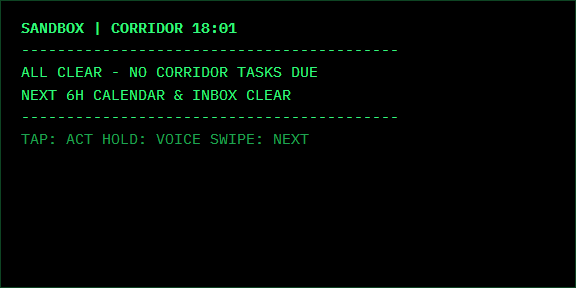 SANDBOX | CORRIDOR 18:01
------------------------------------------
ALL CLEAR - NO CORRIDOR TASKS DUE
NEXT 6H CALENDAR & INBOX CLEAR
------------------------------------------
TAP: ACT HOLD: VOICE SWIPE: NEXT